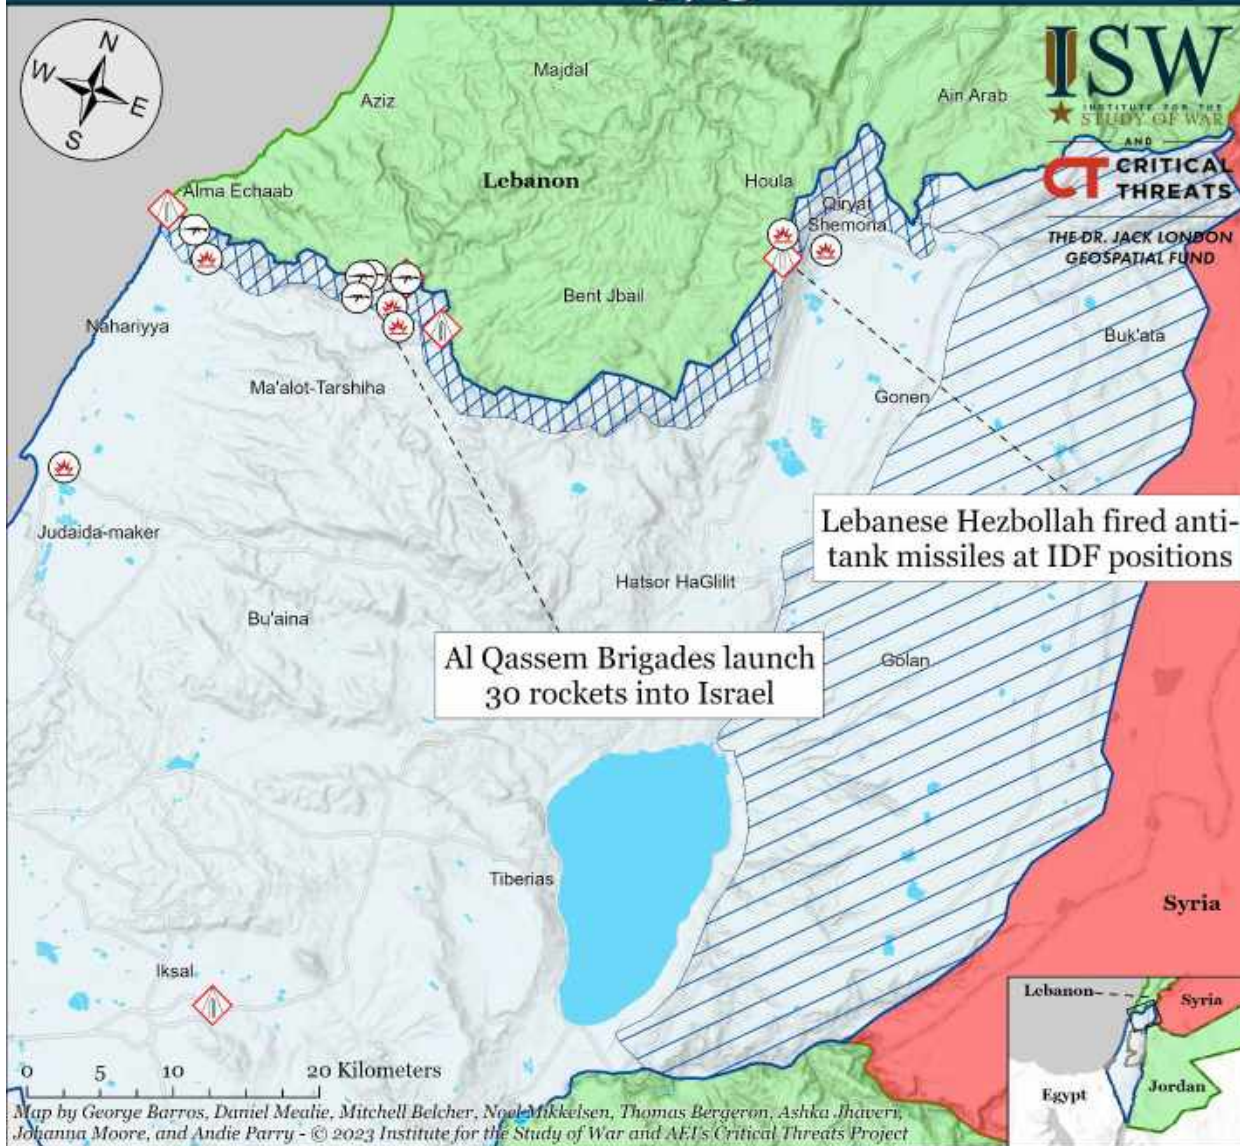 N
W
E
S
Majdal
Aziz
Ain Arab
ISW
INSTITUTE FOR THE
STUDY OF WAR
AND
CT CRITICAL
THREATS
THE DR. JACK LONDON
GEOSPATIAL FUND
Alma Echaab
Lebanon
Houla
Qiryat
Shemona
Bent Jbail
Nahariyya
Buk'ata
Ma'alot-Tarshiha
Gonen
Lebanese Hezbollah fired anti-
tank missiles at IDF positions
Judaida-maker
Hatsor HaGlilit
Bu'aina
Al Qassem Brigades launch
30 rockets into Israel
Golan
Tiberias
Syria
Iksal
Lebanon
Syria
Egypt
Jordan
0 5 10 20 Kilometers
Map by George Barros, Daniel Mealie, Mitchell Belcher, Noel Mikkelsen, Thomas Bergeron, Ashka Jhaveri,
Johanna Moore, and Andie Parry - © 2023 Institute for the Study of War and AEI's Critical Threats Project